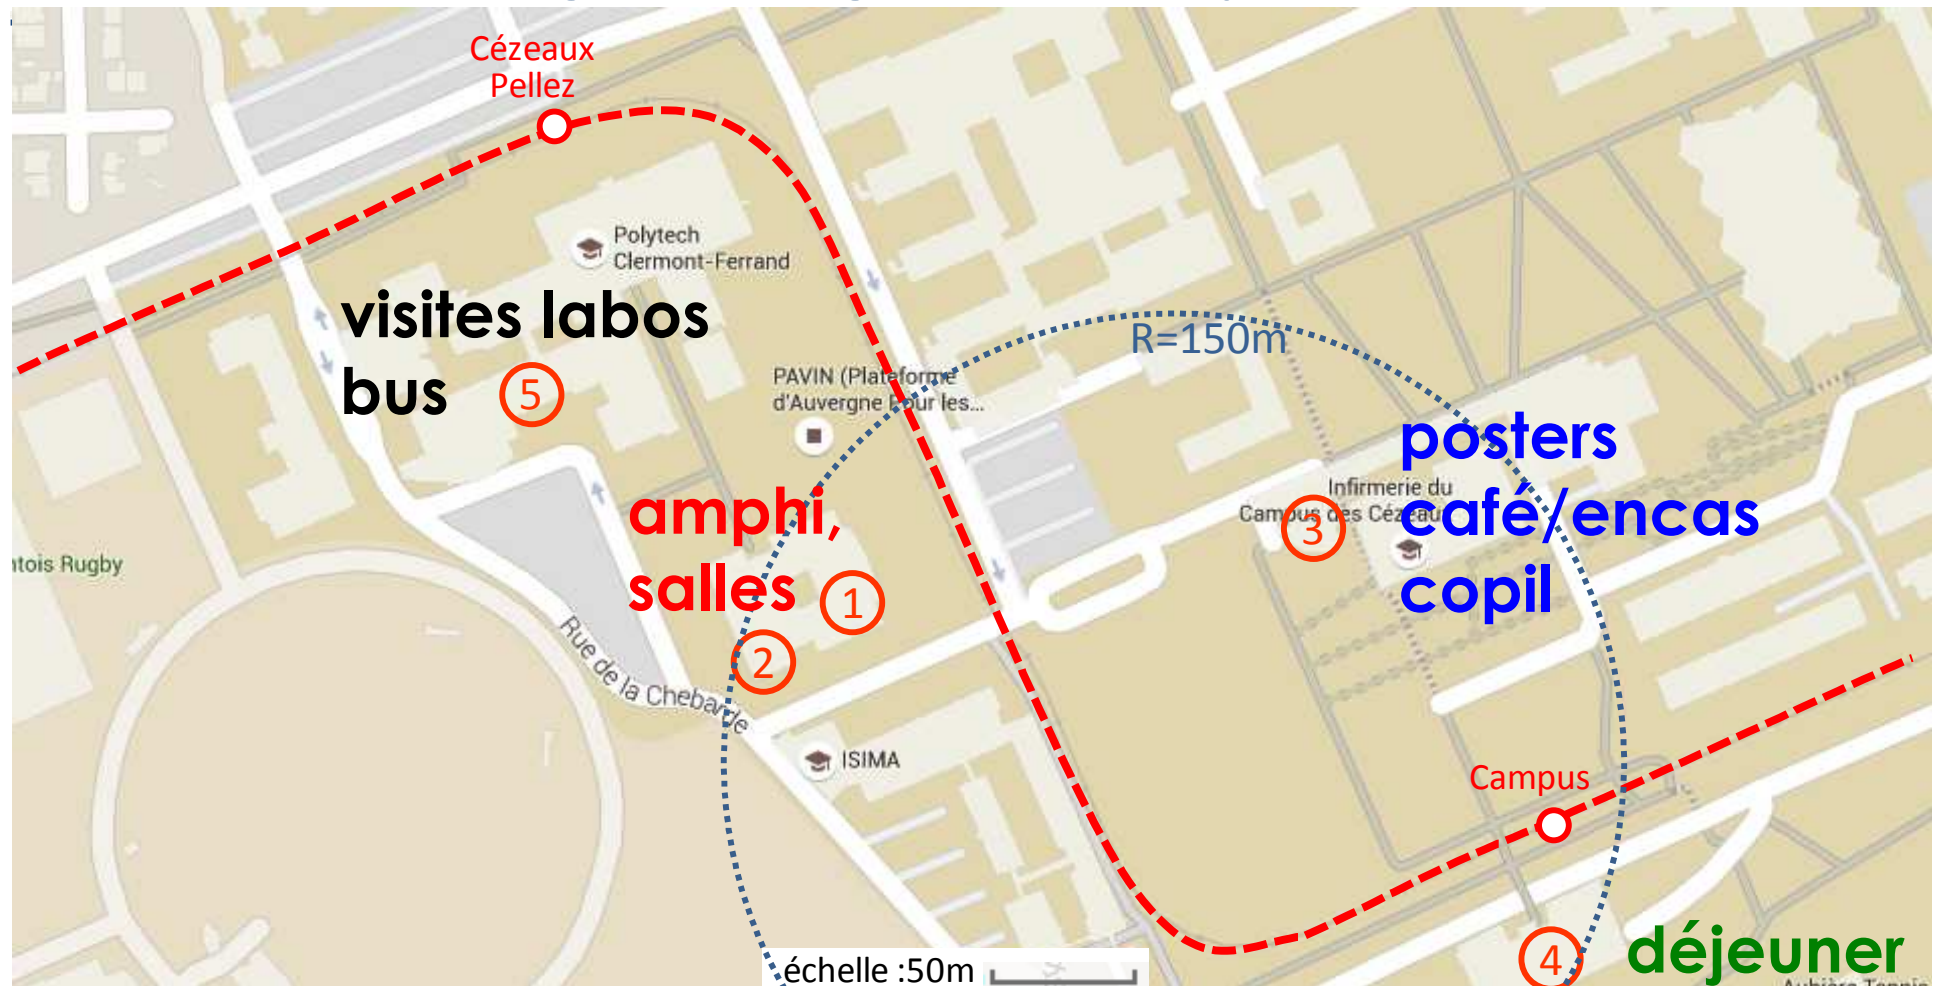 Cézeaux
Pellez
Polytech
Clermont-Ferrand
visites labos
bus 5
R=150m
PAVIN (Plateforme
d'Auvergne Pour les...
posters
Infirmerie du
Campus des Cézeaux
café/encas
3
copil
amphi,
salles 1
2
ntois Rugby
Rue de la Chebarde
ISIMA
Campus
4 déjeuner
échelle :50m